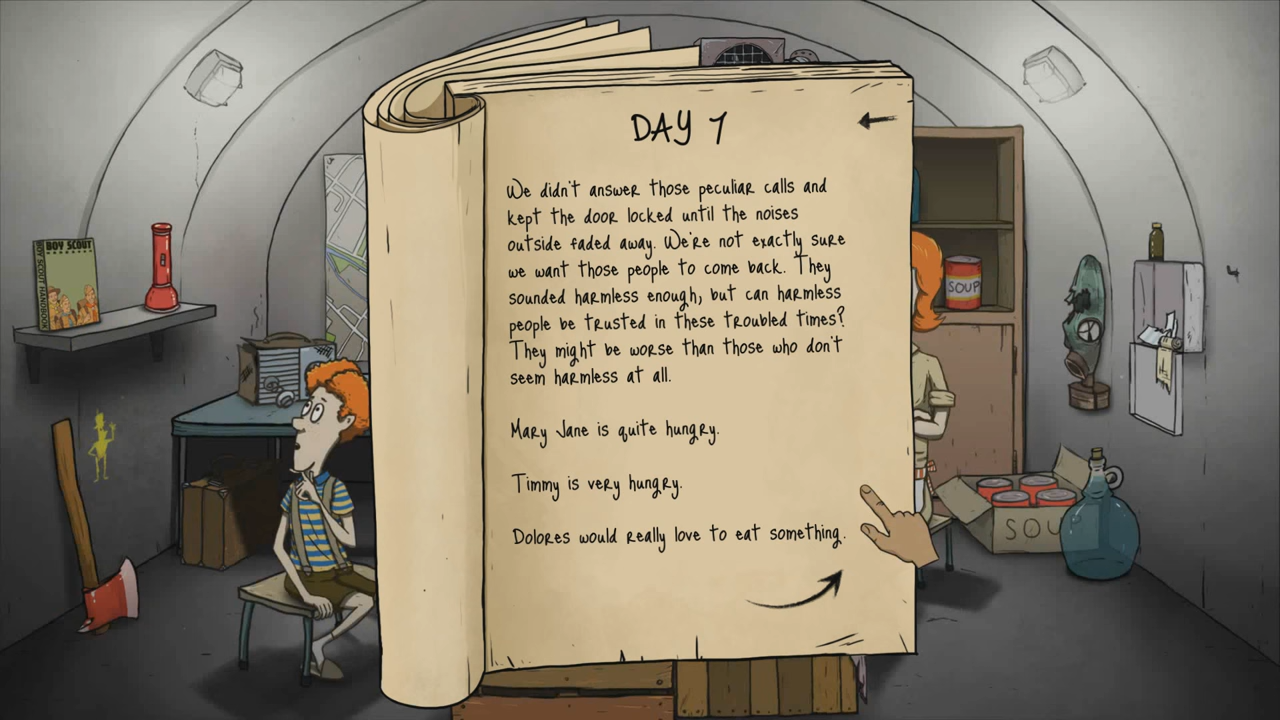 DAY 7
We didn't answer those peculiar calls and
kept the door locked until the noises
outside faded away. We're not exactly sure
we want those people to come back. They
sounded harmless enough, but can harmless
people be trusted in these troubled times?
They might be worse than those who don't
seem harmless at all.
Mary Jane is quite hungry.
Timmy is very hungry.
Dolores would really love to eat something.
BOY SCOUT
BOY SCOUT HANDBOOK
SOUP
SOU